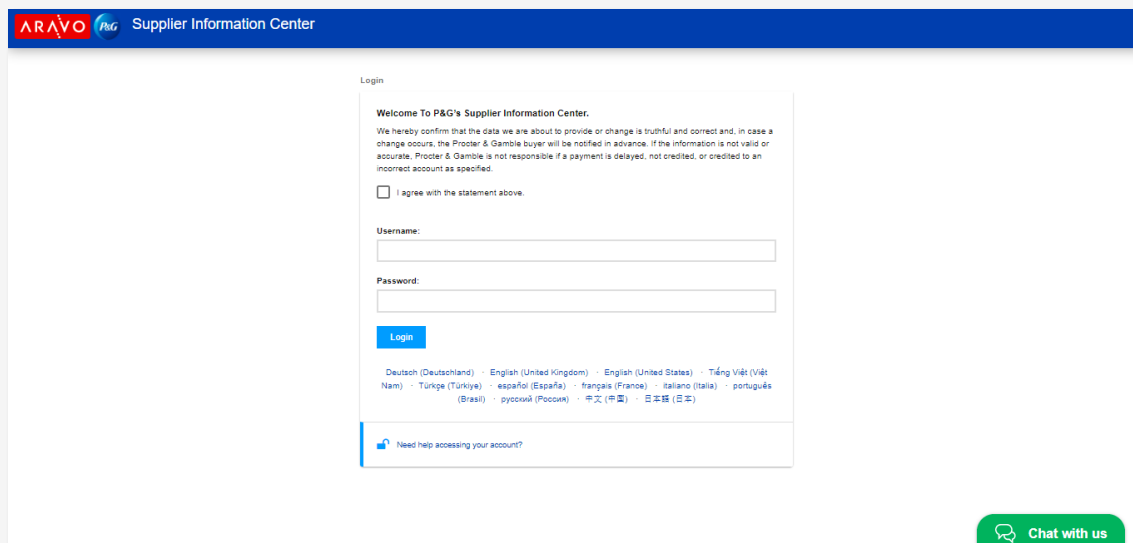 ARAVO P&G Supplier Information Center
Login
Welcome To P&G's Supplier Information Center.
We hereby confirm that the data we are about to provide or change is truthful and correct and, in case a
change occurs, the Procter & Gamble buyer will be notified in advance. If the information is not valid or
accurate, Procter & Gamble is not responsible if a payment is delayed, not credited, or credited to an
incorrect account as specified.
I agree with the statement above.
Username:
Password:
Login
Deutsch (Deutschland) · English (United Kingdom) · English (United States) · Tiếng Việt (Việt
Nam) · Türkçe (Türkiye) · español (España) · français (France) · italiano (Italia) · português
(Brasil) · русский (Россия) · 中文 (中国) · 日本語 (日本)
Need help accessing your account?
Chat with us